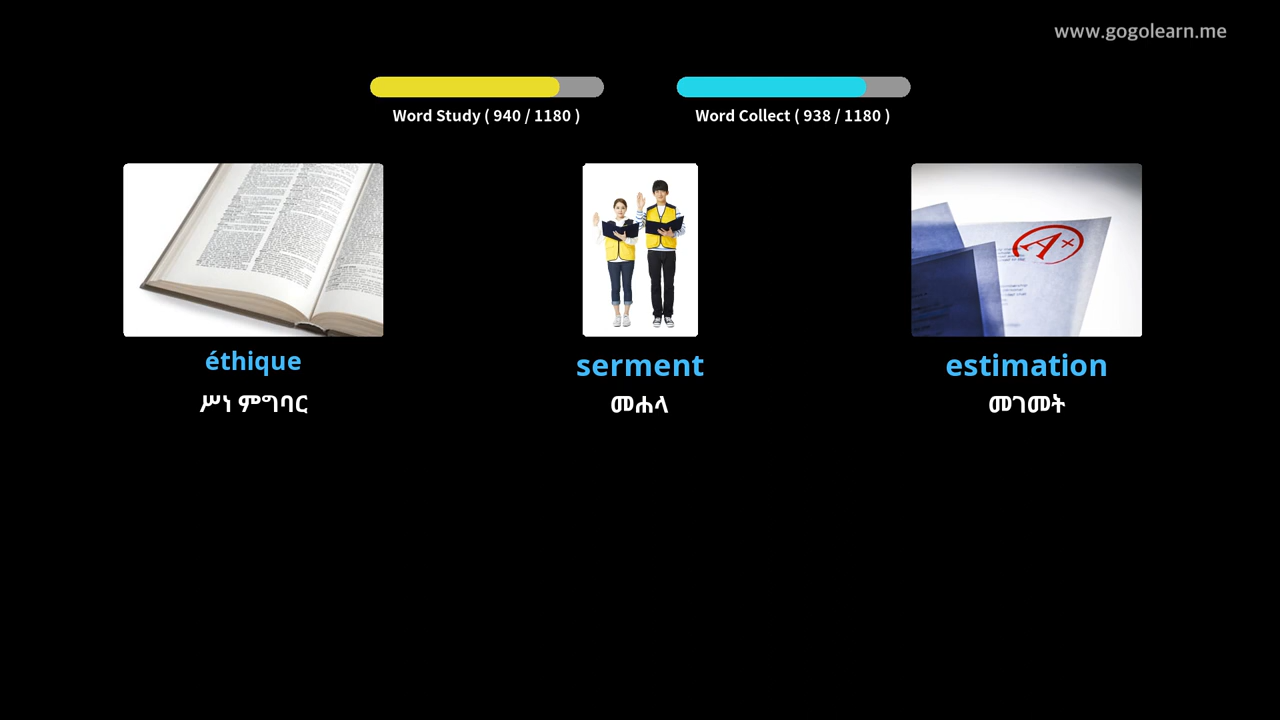 www.gogolearn.me
Word Study ( 940 / 1180 )
Word Collect ( 938 / 1180 )
A+
éthique
serment
estimation
ሥነ ምግባር
መሐላ
መገመት